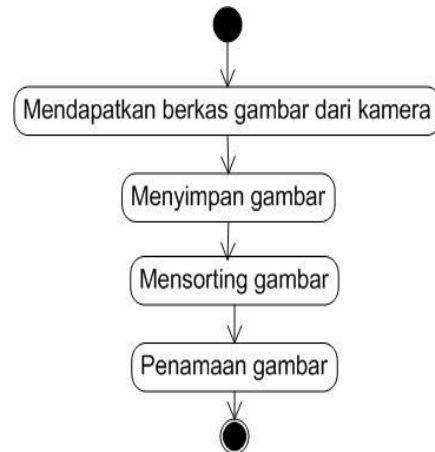 Mendapatkan berkas gambar dari kamera
Menyimpan gambar
Mensorting gambar
Penamaan gambar